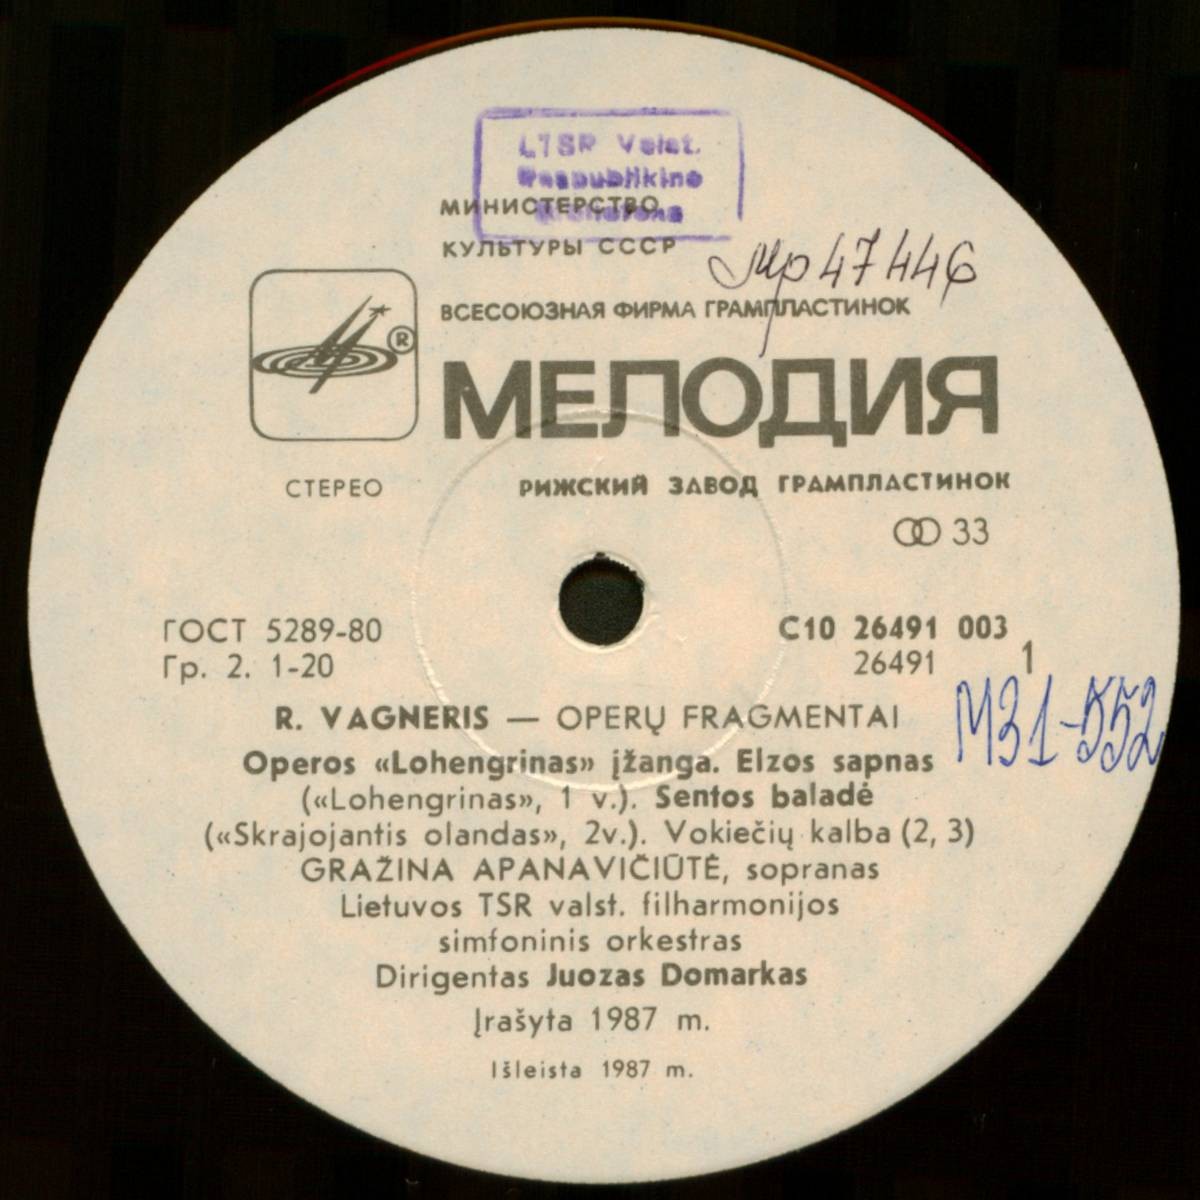 LTSR Valst.
Respublikinė
МИНИСТЕРСТВО
КУЛЬТУРЫ СССР
Мр 47446
ВСЕСОЮЗНАЯ ФИРМА ГРАМПЛАСТИНОК
®
МЕЛОДИЯ
СТЕРЕО
РИЖСКИЙ ЗАВОД ГРАМПЛАСТИНОК
33
ГОСТ 5289-80
С10 26491 003
Гр. 2. 1-20
26491 1
M31-552
R. VAGNERIS — OPERŲ FRAGMENTAI
Operos «Lohengrinas» įžanga. Elzos sapnas
(«Lohengrinas», 1 v.). Sentos baladė
(«Skrajojantis olandas», 2v.). Vokiečių kalba (2, 3)
GRAŽINA APANAVIČIŪTĖ, sopranas
Lietuvos TSR valst. filharmonijos
simfoninis orkestras
Dirigentas Juozas Domarkas
Įrašyta 1987 m.
Išleista 1987 m.